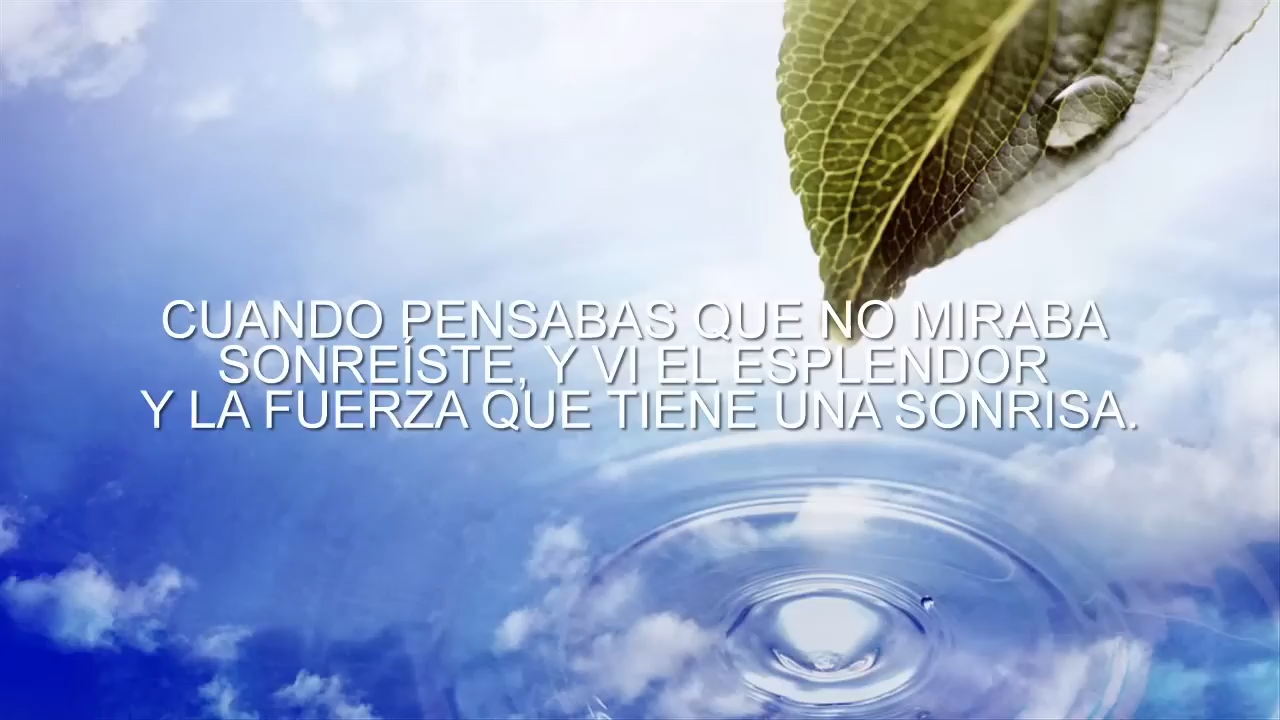 CUANDO PENSABAS QUE NO MIRABA
SONREÍSTE, Y VI EL ESPLENDOR
Y LA FUERZA QUE TIENE UNA SONRISA.